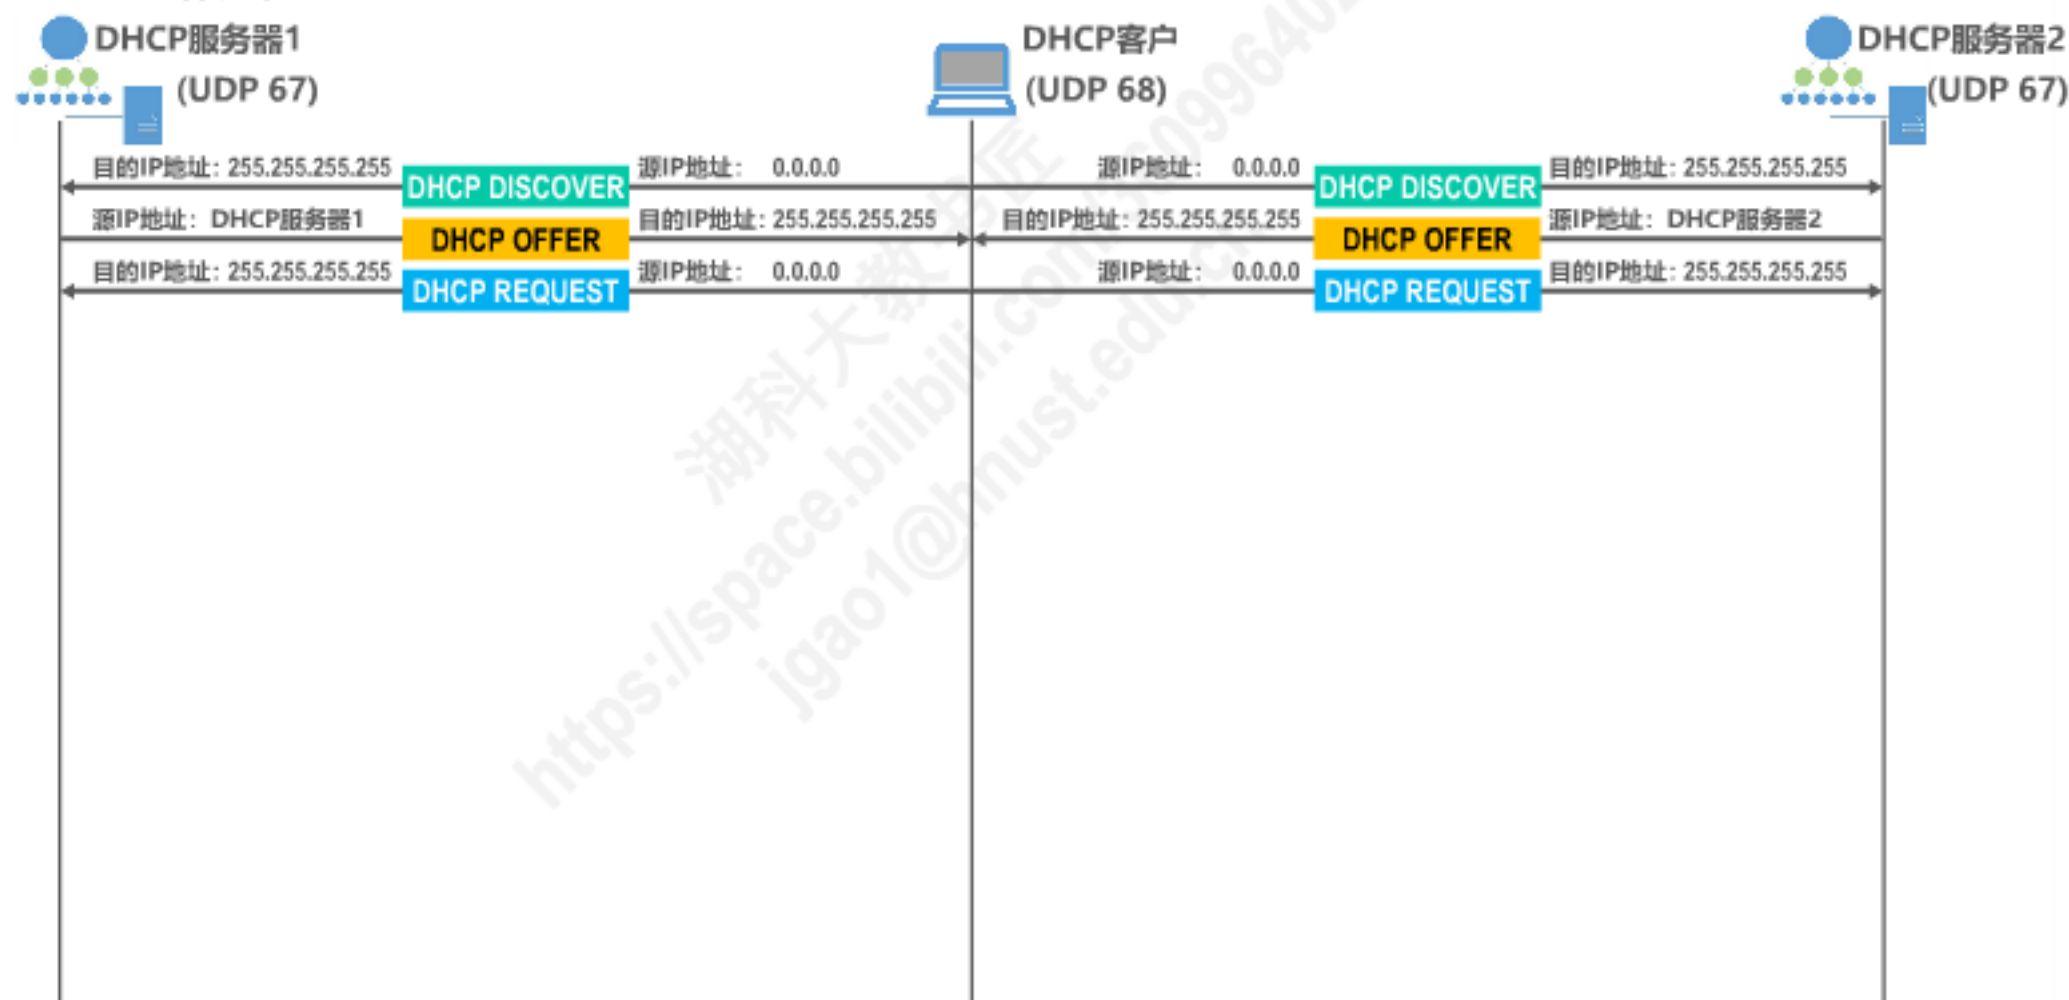 DHCP服务器1
(UDP 67)
DHCP客户
(UDP 68)
DHCP服务器2
(UDP 67)
目的IP地址: 255.255.255.255 DHCP DISCOVER 源IP地址: 0.0.0.0 源IP地址: 0.0.0.0 DHCP DISCOVER 目的IP地址: 255.255.255.255
源IP地址: DHCP服务器1 DHCP OFFER 目的IP地址: 255.255.255.255 目的IP地址: 255.255.255.255 DHCP OFFER 源IP地址: DHCP服务器2
目的IP地址: 255.255.255.255 DHCP REQUEST 源IP地址: 0.0.0.0 源IP地址: 0.0.0.0 DHCP REQUEST 目的IP地址: 255.255.255.255
湖科大教书匠
jgao1@hnust.edu.cn